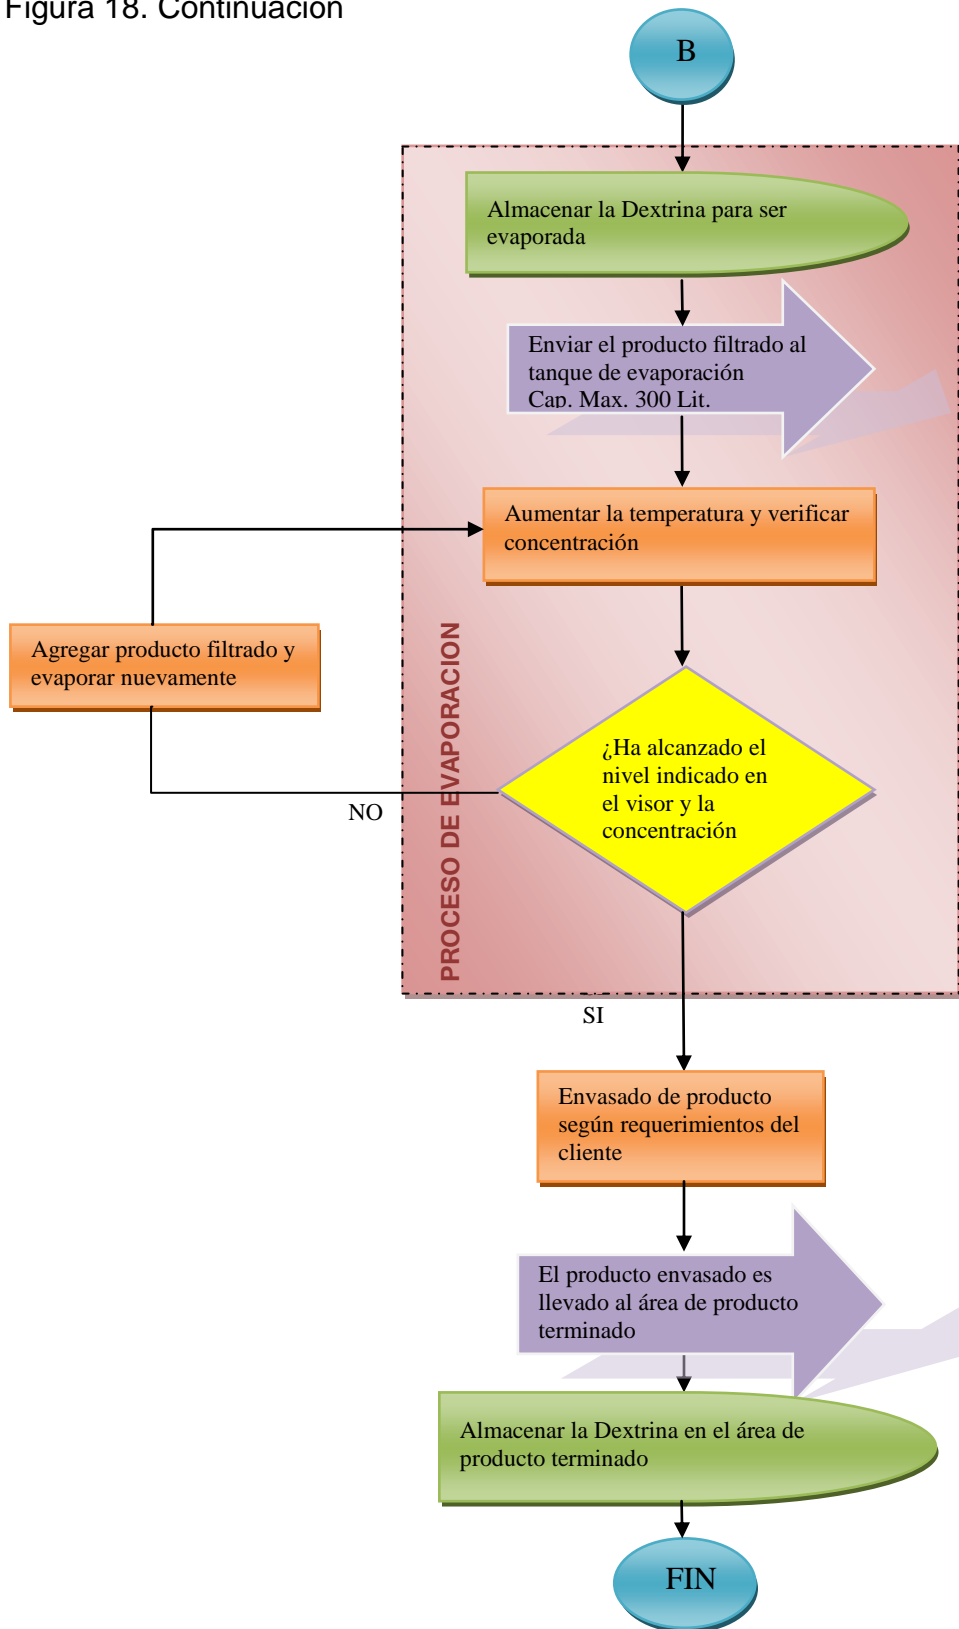 Figura 18. Continuación
B
Almacenar la Dextrina para ser
evaporada
Enviar el producto filtrado al
tanque de evaporación
Cap. Max. 300 Lit.
Aumentar la temperatura y verificar
concentración
Agregar producto filtrado y
evaporar nuevamente
PROCESO DE EVAPORACION
¿Ha alcanzado el
nivel indicado en
el visor y la
concentración
NO
SI
Envasado de producto
según requerimientos del
cliente
El producto envasado es
llevado al área de producto
terminado
Almacenar la Dextrina en el área de
producto terminado
FIN